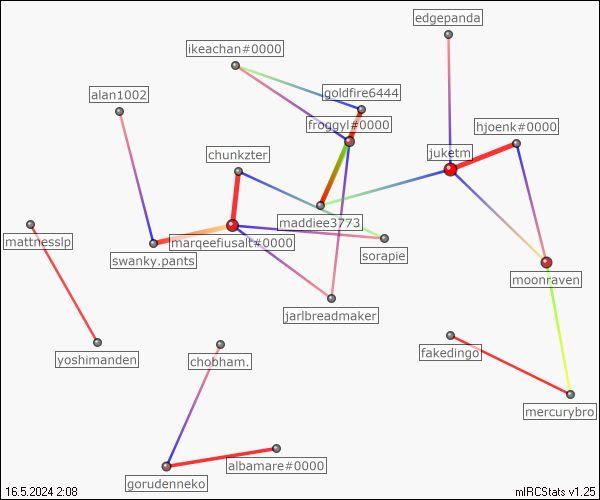 edgepanda
ikeachan#0000
goldfire6444
alan1002
froggyl#0000
hjoenk#0000
chunkzter
juketm
maddiee3773
marqeefiusalt#0000
mattnesslp
sorapie
swanky.pants
moonraven
jarlbreadmaker
fakedingo
yoshimanden
chobham.
mercurybro
albamare#0000
gorudenneko
16.5.2024 2:08
mIRCStats v1.25